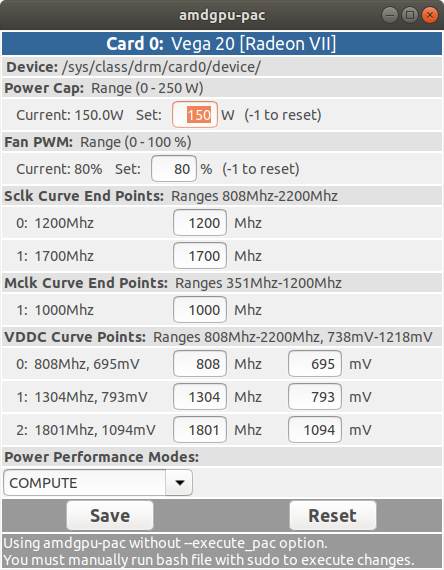 amdgpu-pac
Card 0: Vega 20 [Radeon VII]
Device: /sys/class/drm/card0/device/
Power Cap: Range (0 - 250 W)
Current: 150.0W Set: 150 W (-1 to reset)
Fan PWM: Range (0 - 100 %)
Current: 80% Set: 80 % (-1 to reset)
Sclk Curve End Points: Ranges 808Mhz-2200Mhz
0: 1200Mhz 1200 Mhz
1: 1700Mhz 1700 Mhz
Mclk Curve End Points: Ranges 351Mhz-1200Mhz
1: 1000Mhz 1000 Mhz
VDDC Curve Points: Ranges 808Mhz-2200Mhz, 738mV-1218mV
0: 808Mhz, 695mV 808 Mhz 695 mV
1: 1304Mhz, 793mV 1304 Mhz 793 mV
2: 1801Mhz, 1094mV 1801 Mhz 1094 mV
Power Performance Modes:
COMPUTE
Save Reset
Using amdgpu-pac without --execute_pac option.
You must manually run bash file with sudo to execute changes.